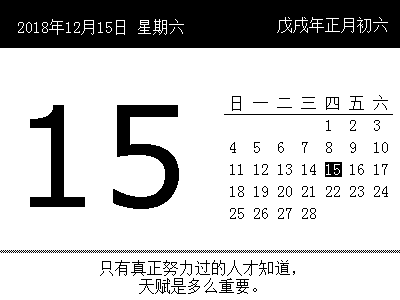 2018年12月15日 星期六
戊戌年正月初六
15
日 一 二 三 四 五 六
1 2 3
4 5 6 7 8 9 10
11 12 13 14 15 16 17
18 19 20 21 22 23 24
25 26 27 28
只有真正努力过的人才知道，
天赋是多么重要。